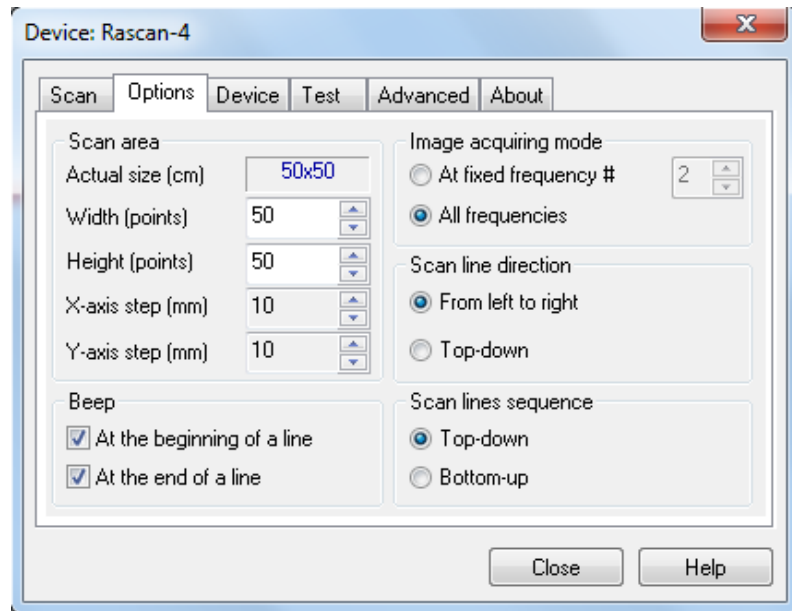 Device: Rascan-4
Scan Options Device Test Advanced About
Scan area
Actual size (cm) 50x50
Width (points) 50
Height (points) 50
X-axis step (mm) 10
Y-axis step (mm) 10
Beep
At the beginning of a line
At the end of a line
Image acquiring mode
At fixed frequency # 2
All frequencies
Scan line direction
From left to right
Top-down
Scan lines sequence
Top-down
Bottom-up
Close Help